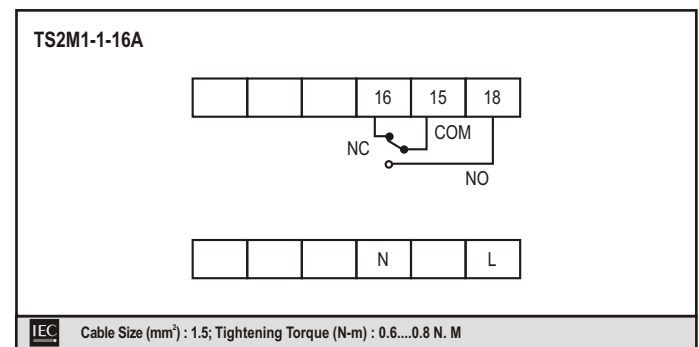 TS2M1-1-16A
16 15 18
NC COM
NO
N L
IEC Cable Size (mm²) : 1.5; Tightening Torque (N-m) : 0.6....0.8 N. M